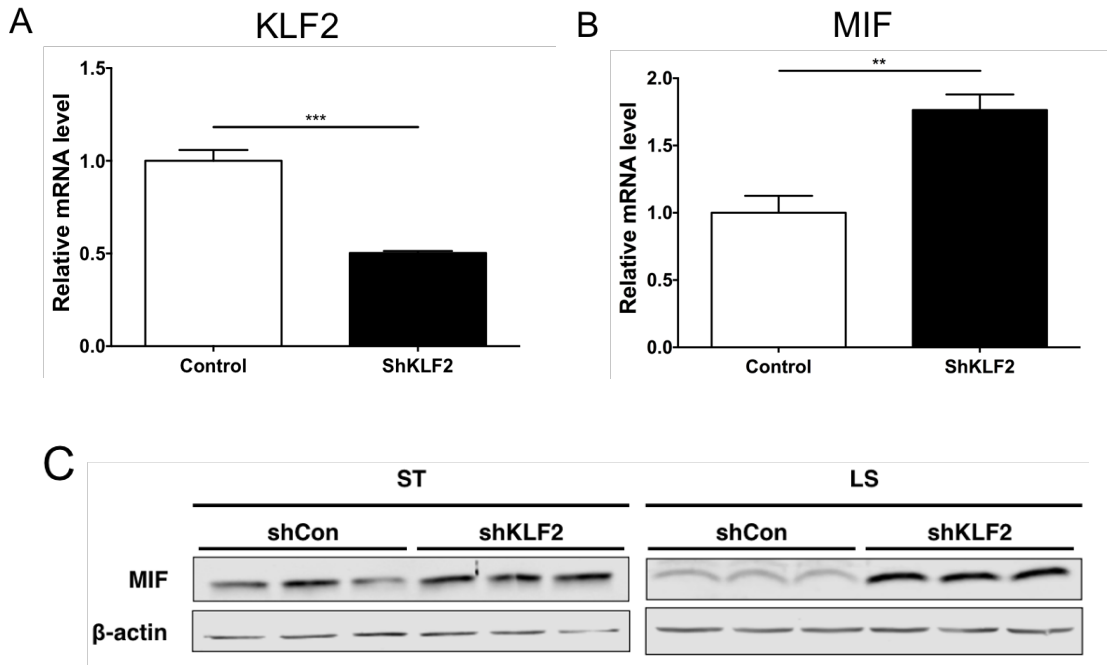 A
KLF2
1.5
1.0
0.5
0.0
Relative mRNA level
***
Control
ShKLF2
B
MIF
2.0
1.5
1.0
0.5
0.0
Relative mRNA level
**
Control
ShKLF2
C
ST
LS
shCon
shKLF2
shCon
shKLF2
MIF
β-actin